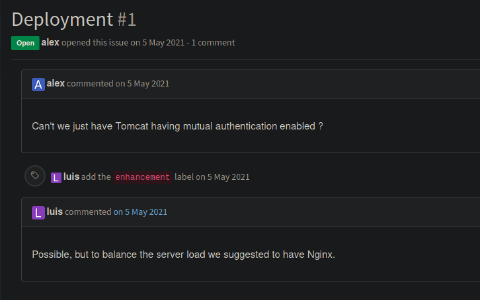 Deployment #1
Open alex opened this issue on 5 May 2021 - 1 comment
A alex commented on 5 May 2021
Can't we just have Tomcat having mutual authentication enabled ?
L luis add the enhancement label on 5 May 2021
L luis commented on 5 May 2021
Possible, but to balance the server load we suggested to have Nginx.